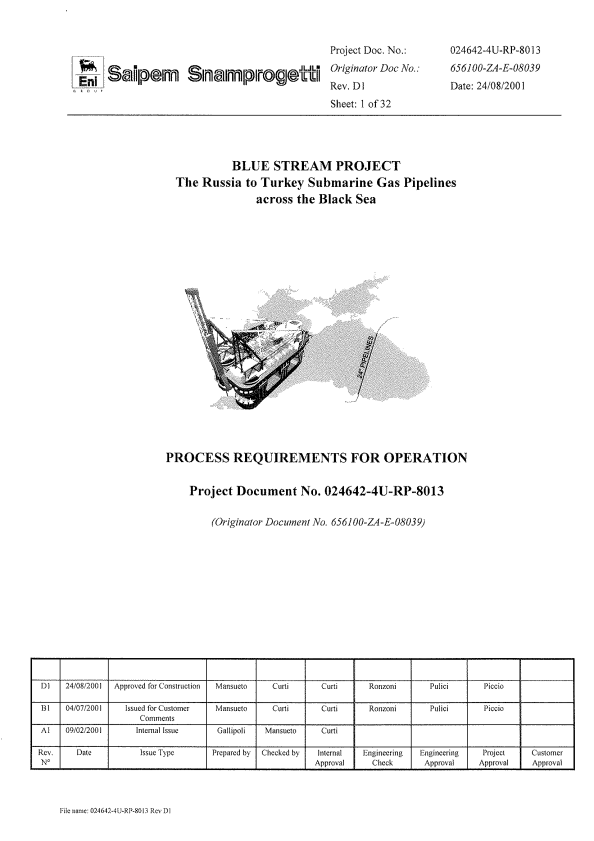 Project Doc. No.: 024642-4U-RP-8013
Eni
GROUP
Saipem Snamprogetti
Originator Doc No.: 656100-ZA-E-08039
Rev. D1 Date: 24/08/2001
Sheet: 1 of 32
BLUE STREAM PROJECT
The Russia to Turkey Submarine Gas Pipelines
across the Black Sea
24" PIPELINES
PROCESS REQUIREMENTS FOR OPERATION
Project Document No. 024642-4U-RP-8013
(Originator Document No. 656100-ZA-E-08039)
D1 24/08/2001 Approved for Construction Mansueto Curti Curti Ronzoni Pulici Piccio
B1 04/07/2001 Issued for Customer Comments Mansueto Curti Curti Ronzoni Pulici Piccio
A1 09/02/2001 Internal Issue Gallipoli Mansueto Curti
Rev. N° Date Issue Type Prepared by Checked by Internal Approval Engineering Check Engineering Approval Project Approval Customer Approval
File name: 024642-4U-RP-8013 Rev D1